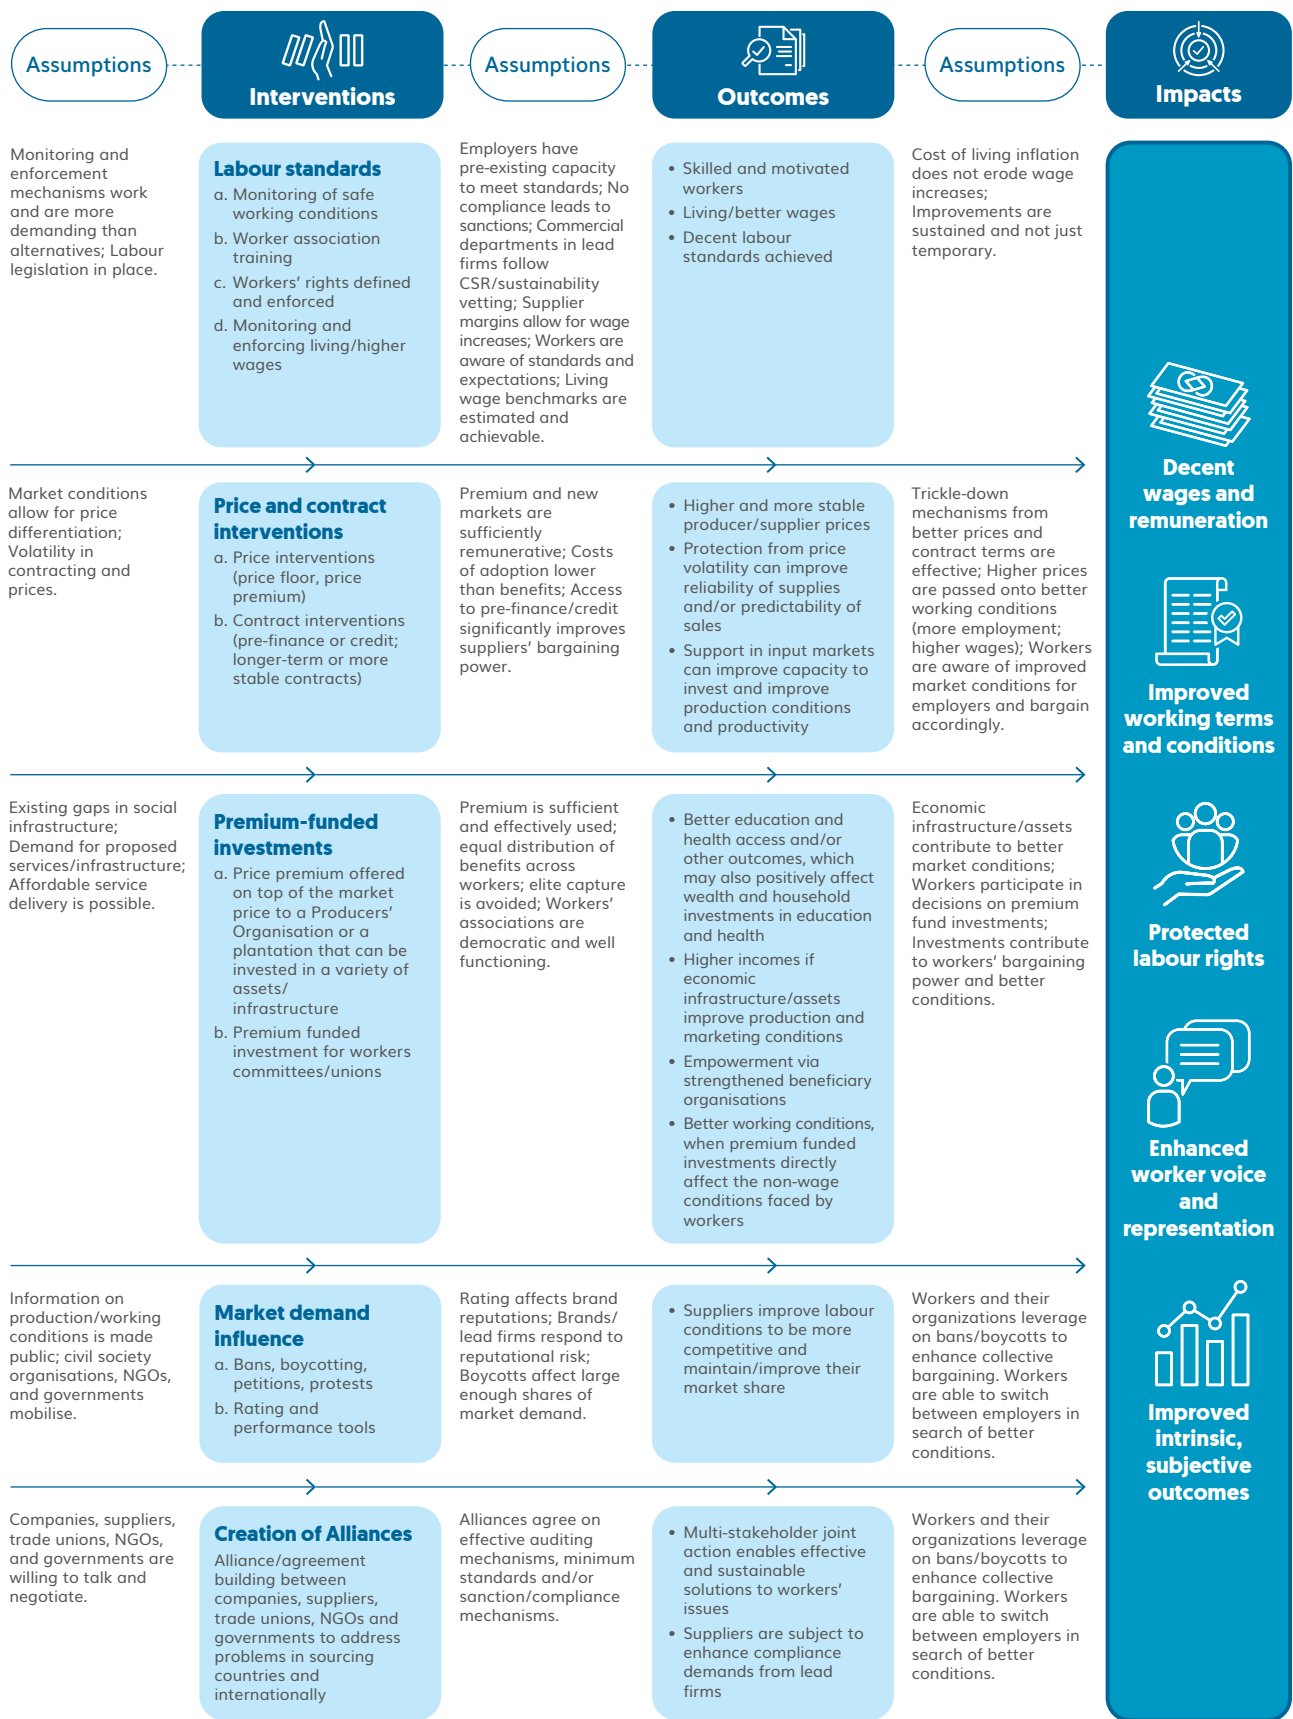 Assumptions
Interventions
Assumptions
Outcomes
Assumptions
Impacts
Monitoring and
enforcement
mechanisms work
and are more
demanding than
alternatives; Labour
legislation in place.
Labour standards
a. Monitoring of safe
working conditions
b. Worker association
training
c. Workers' rights defined
and enforced
d. Monitoring and
enforcing living/higher
wages
Employers have
pre-existing capacity
to meet standards; No
compliance leads to
sanctions; Commercial
departments in lead
firms follow
CSR/sustainability
vetting; Supplier
margins allow for wage
increases; Workers are
aware of standards and
expectations; Living
wage benchmarks are
estimated and
achievable.
• Skilled and motivated
workers
• Living/better wages
• Decent labour
standards achieved
Cost of living inflation
does not erode wage
increases;
Improvements are
sustained and not just
temporary.
Market conditions
allow for price
differentiation;
Volatility in
contracting and
prices.
Price and contract
interventions
a. Price interventions
(price floor, price
premium)
b. Contract interventions
(pre-finance or credit;
longer-term or more
stable contracts)
Premium and new
markets are
sufficiently
remunerative; Costs
of adoption lower
than benefits; Access
to pre-finance/credit
significantly improves
suppliers' bargaining
power.
• Higher and more stable
producer/supplier prices
• Protection from price
volatility can improve
reliability of supplies
and/or predictability of
sales
• Support in input markets
can improve capacity to
invest and improve
production conditions
and productivity
Trickle-down
mechanisms from
better prices and
contract terms are
effective; Higher prices
are passed onto better
working conditions
(more employment;
higher wages); Workers
are aware of improved
market conditions for
employers and bargain
accordingly.
Existing gaps in social
infrastructure;
Demand for proposed
services/infrastructure;
Affordable service
delivery is possible.
Premium-funded
investments
a. Price premium offered
on top of the market
price to a Producers'
Organisation or a
plantation that can be
invested in a variety of
assets/
infrastructure
b. Premium funded
investment for workers
committees/unions
Premium is sufficient
and effectively used;
equal distribution of
benefits across
workers; elite capture
is avoided; Workers'
associations are
democratic and well
functioning.
• Better education and
health access and/or
other outcomes, which
may also positively affect
wealth and household
investments in education
and health
• Higher incomes if
economic
infrastructure/assets
improve production and
marketing conditions
• Empowerment via
strengthened beneficiary
organisations
• Better working conditions,
when premium funded
investments directly
affect the non-wage
conditions faced by
workers
Economic
infrastructure/assets
contribute to better
market conditions;
Workers participate in
decisions on premium
fund investments;
Investments contribute
to workers' bargaining
power and better
conditions.
Information on
production/working
conditions is made
public; civil society
organisations, NGOs,
and governments
mobilise.
Market demand
influence
a. Bans, boycotting,
petitions, protests
b. Rating and
performance tools
Rating affects brand
reputations; Brands/
lead firms respond to
reputational risk;
Boycotts affect large
enough shares of
market demand.
• Suppliers improve labour
conditions to be more
competitive and
maintain/improve their
market share
Workers and their
organizations leverage
on bans/boycotts to
enhance collective
bargaining. Workers
are able to switch
between employers in
search of better
conditions.
Companies, suppliers,
trade unions, NGOs,
and governments are
willing to talk and
negotiate.
Creation of Alliances
Alliance/agreement
building between
companies, suppliers,
trade unions, NGOs and
governments to address
problems in sourcing
countries and
internationally
Alliances agree on
effective auditing
mechanisms, minimum
standards and/or
sanction/compliance
mechanisms.
• Multi-stakeholder joint
action enables effective
and sustainable
solutions to workers'
issues
• Suppliers are subject to
enhance compliance
demands from lead
firms
Workers and their
organizations leverage
on bans/boycotts to
enhance collective
bargaining. Workers
are able to switch
between employers in
search of better
conditions.
Decent
wages and
remuneration
Improved
working terms
and conditions
Protected
labour rights
Enhanced
worker voice
and
representation
Improved
intrinsic,
subjective
outcomes